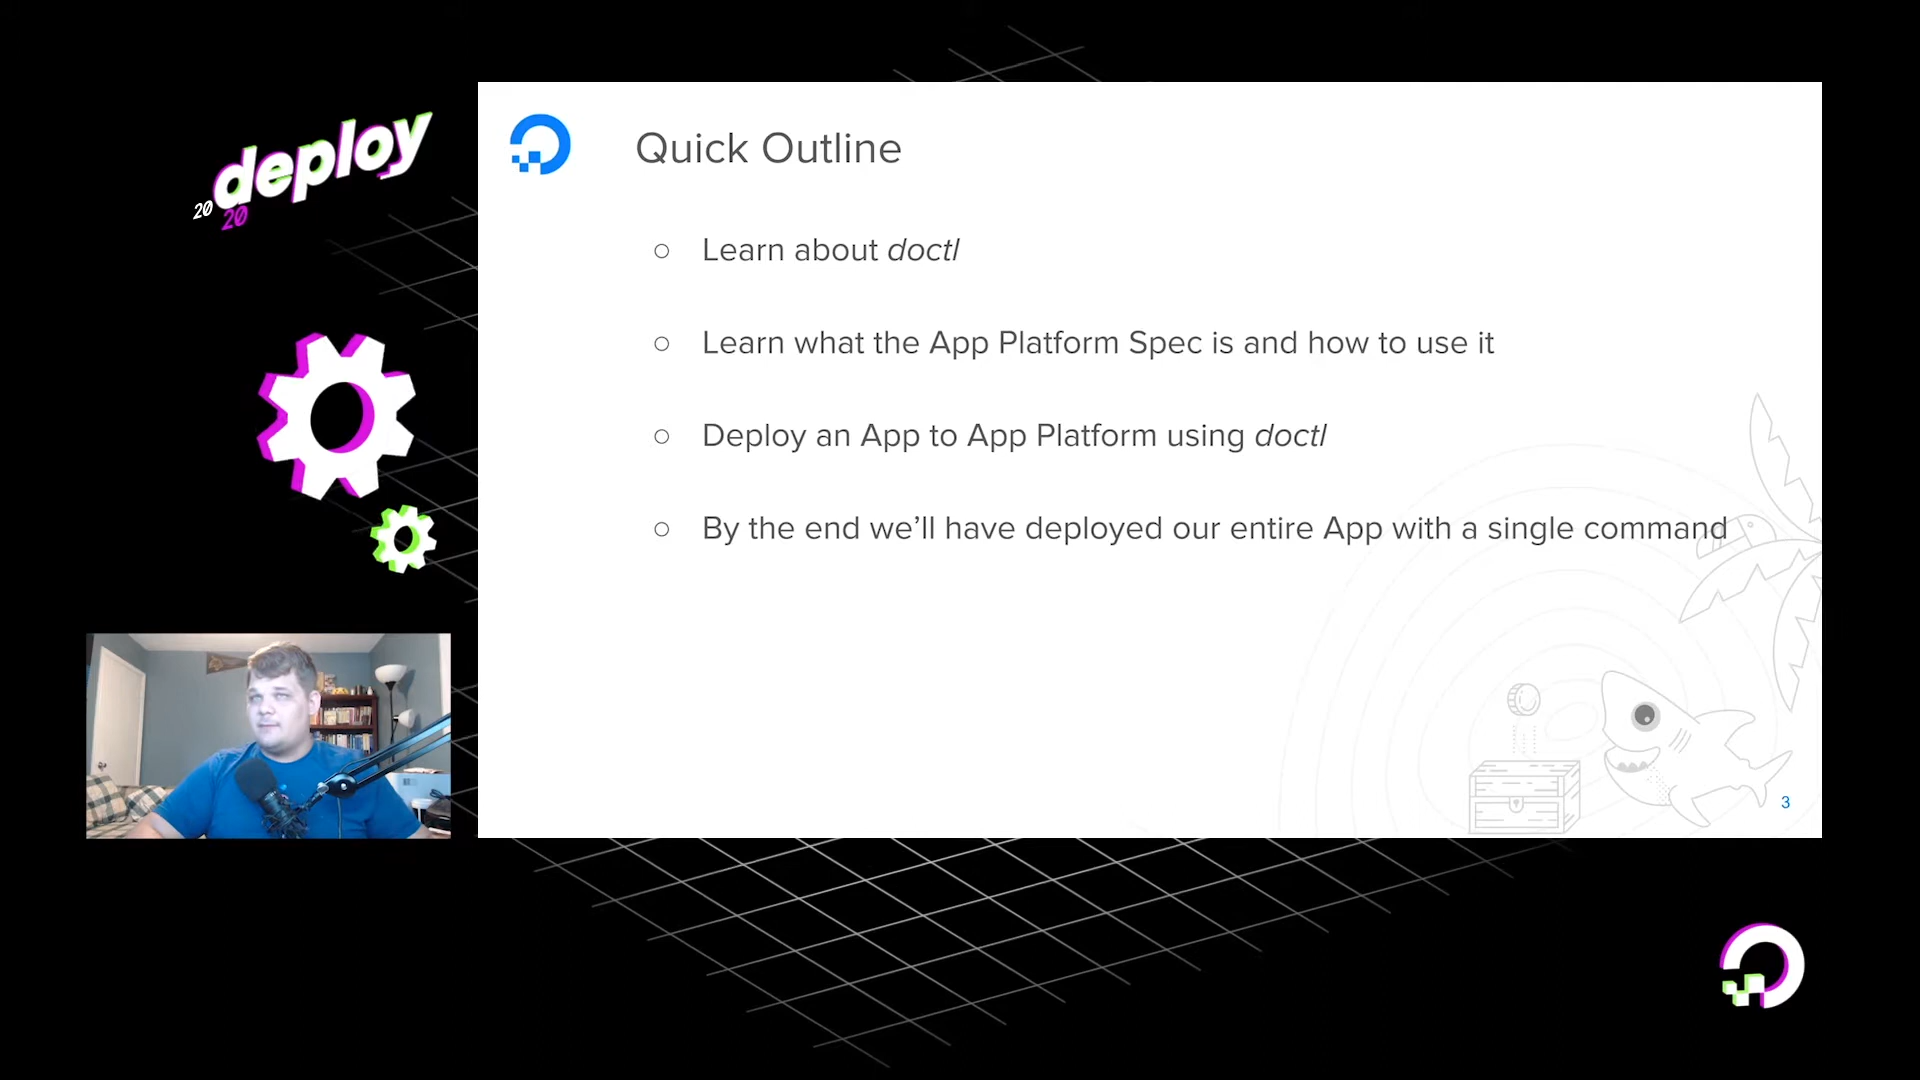 deploy
20
20
Quick Outline
○ Learn about doctl
○ Learn what the App Platform Spec is and how to use it
○ Deploy an App to App Platform using doctl
○ By the end we’ll have deployed our entire App with a single command
3